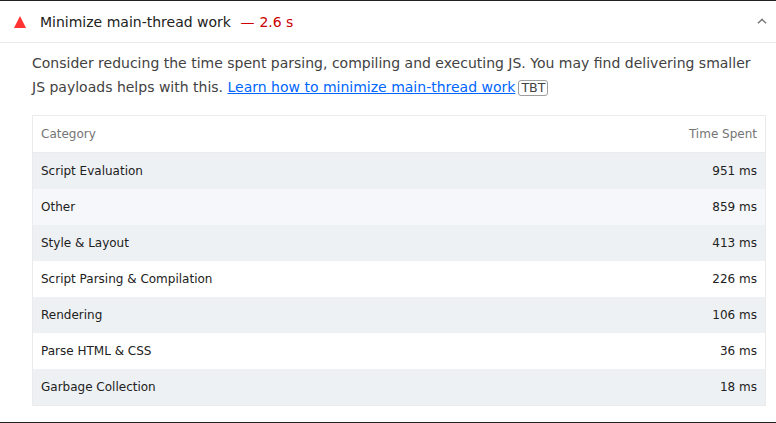 Minimize main-thread work — 2.6 s
Consider reducing the time spent parsing, compiling and executing JS. You may find delivering smaller
JS payloads helps with this. Learn how to minimize main-thread work TBT
Category Time Spent
Script Evaluation 951 ms
Other 859 ms
Style & Layout 413 ms
Script Parsing & Compilation 226 ms
Rendering 106 ms
Parse HTML & CSS 36 ms
Garbage Collection 18 ms